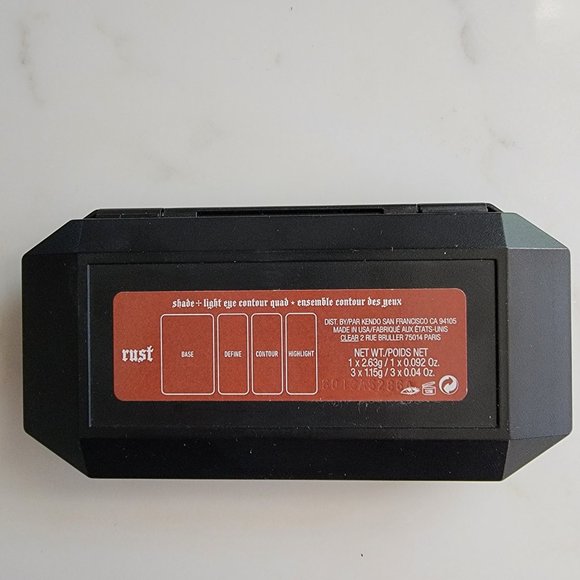 shade + light eye contour quad • ensemble contour des yeux
rust
BASE
DEFINE
CONTOUR
HIGHLIGHT
DIST. BY/PAR KENDO SAN FRANCISCO CA 94105
MADE IN USA/FABRIQUÉ AUX ÉTATS-UNIS
CLEAR 2 RUE BRULLER 75014 PARIS
NET WT./POIDS NET
1 x 2.63g / 1 x 0.092 Oz.
3 x 1.15g / 3 x 0.04 Oz.